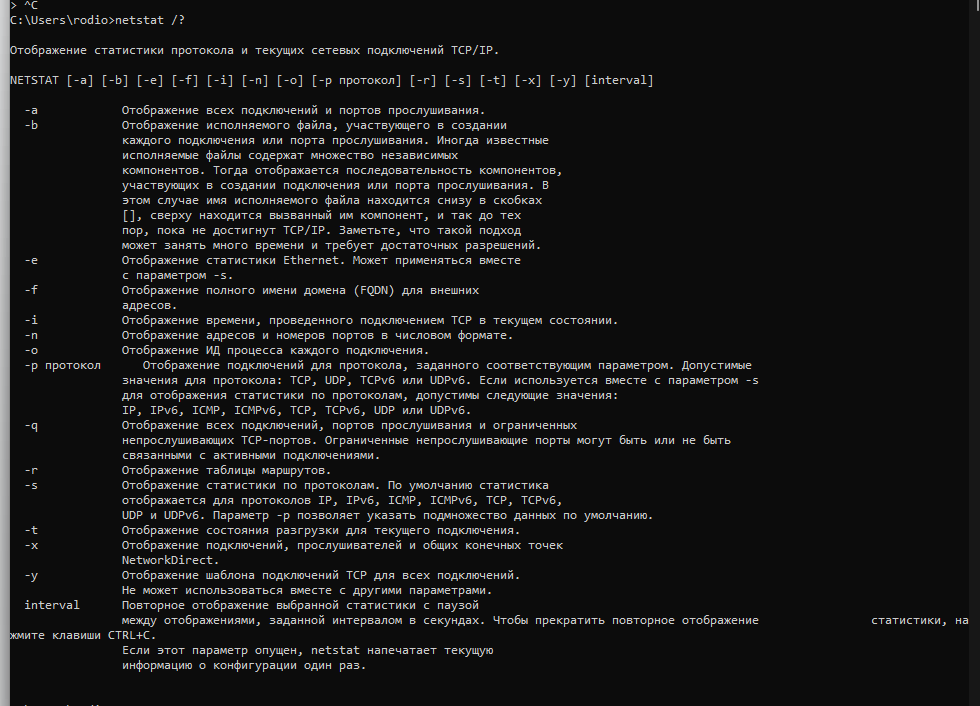 > ^C
C:\Users\rodio>netstat /?
Отображение статистики протокола и текущих сетевых подключений TCP/IP.
NETSTAT [-a] [-b] [-e] [-f] [-i] [-n] [-o] [-p протокол] [-r] [-s] [-t] [-x] [-y] [interval]
-a Отображение всех подключений и портов прослушивания.
-b Отображение исполняемого файла, участвующего в создании
каждого подключения или порта прослушивания. Иногда известные
исполняемые файлы содержат множество независимых
компонентов. Тогда отображается последовательность компонентов,
участвующих в создании подключения или порта прослушивания. В
этом случае имя исполняемого файла находится снизу в скобках
[], сверху находится вызванный им компонент, и так до тех
пор, пока не достигнут TCP/IP. Заметьте, что такой подход
может занять много времени и требует достаточных разрешений.
-e Отображение статистики Ethernet. Может применяться вместе
с параметром -s.
-f Отображение полного имени домена (FQDN) для внешних
адресов.
-i Отображение времени, проведенного подключением TCP в текущем состоянии.
-n Отображение адресов и номеров портов в числовом формате.
-o Отображение ИД процесса каждого подключения.
-p протокол Отображение подключений для протокола, заданного соответствующим параметром. Допустимые
значения для протокола: TCP, UDP, TCPv6 или UDPv6. Если используется вместе с параметром -s
для отображения статистики по протоколам, допустимы следующие значения:
IP, IPv6, ICMP, ICMPv6, TCP, TCPv6, UDP или UDPv6.
-q Отображение всех подключений, портов прослушивания и ограниченных
непрослушивающих TCP-портов. Ограниченные непрослушивающие порты могут быть или не быть
связанными с активными подключениями.
-r Отображение таблицы маршрутов.
-s Отображение статистики по протоколам. По умолчанию статистика
отображается для протоколов IP, IPv6, ICMP, ICMPv6, TCP, TCPv6,
UDP и UDPv6. Параметр -p позволяет указать подмножество данных по умолчанию.
-t Отображение состояния разгрузки для текущего подключения.
-x Отображение подключений, прослушивателей и общих конечных точек
NetworkDirect.
-y Отображение шаблона подключений TCP для всех подключений.
Не может использоваться вместе с другими параметрами.
interval Повторное отображение выбранной статистики с паузой
между отображениями, заданной интервалом в секундах. Чтобы прекратить повторное отображение статистики, на
жмите клавиши CTRL+C.
Если этот параметр опущен, netstat напечатает текущую
информацию о конфигурации один раз.